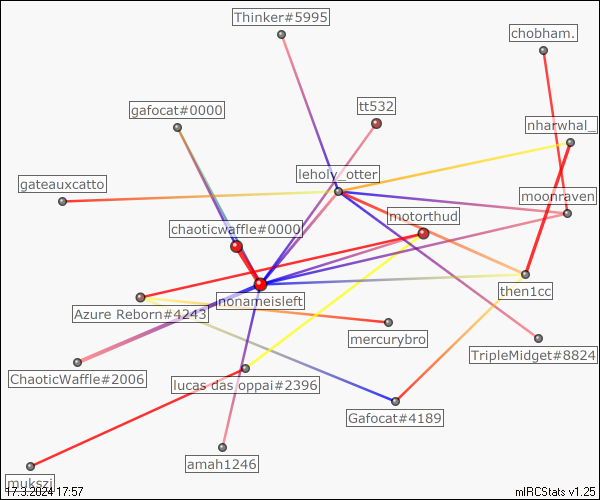 Thinker#5995
chobham.
tt532
gafocat#0000
nharwhal_
leholy_otter
gateauxcatto
moonraven
motorthud
chaoticwaffle#0000
then1cc
nonameisleft
Azure Reborn#4243
mercurybro
TripleMidget#8824
ChaoticWaffle#2006
lucas das oppai#2396
Gafocat#4189
amah1246
mukszi
17.3.2024 17:57
mIRCStats v1.25